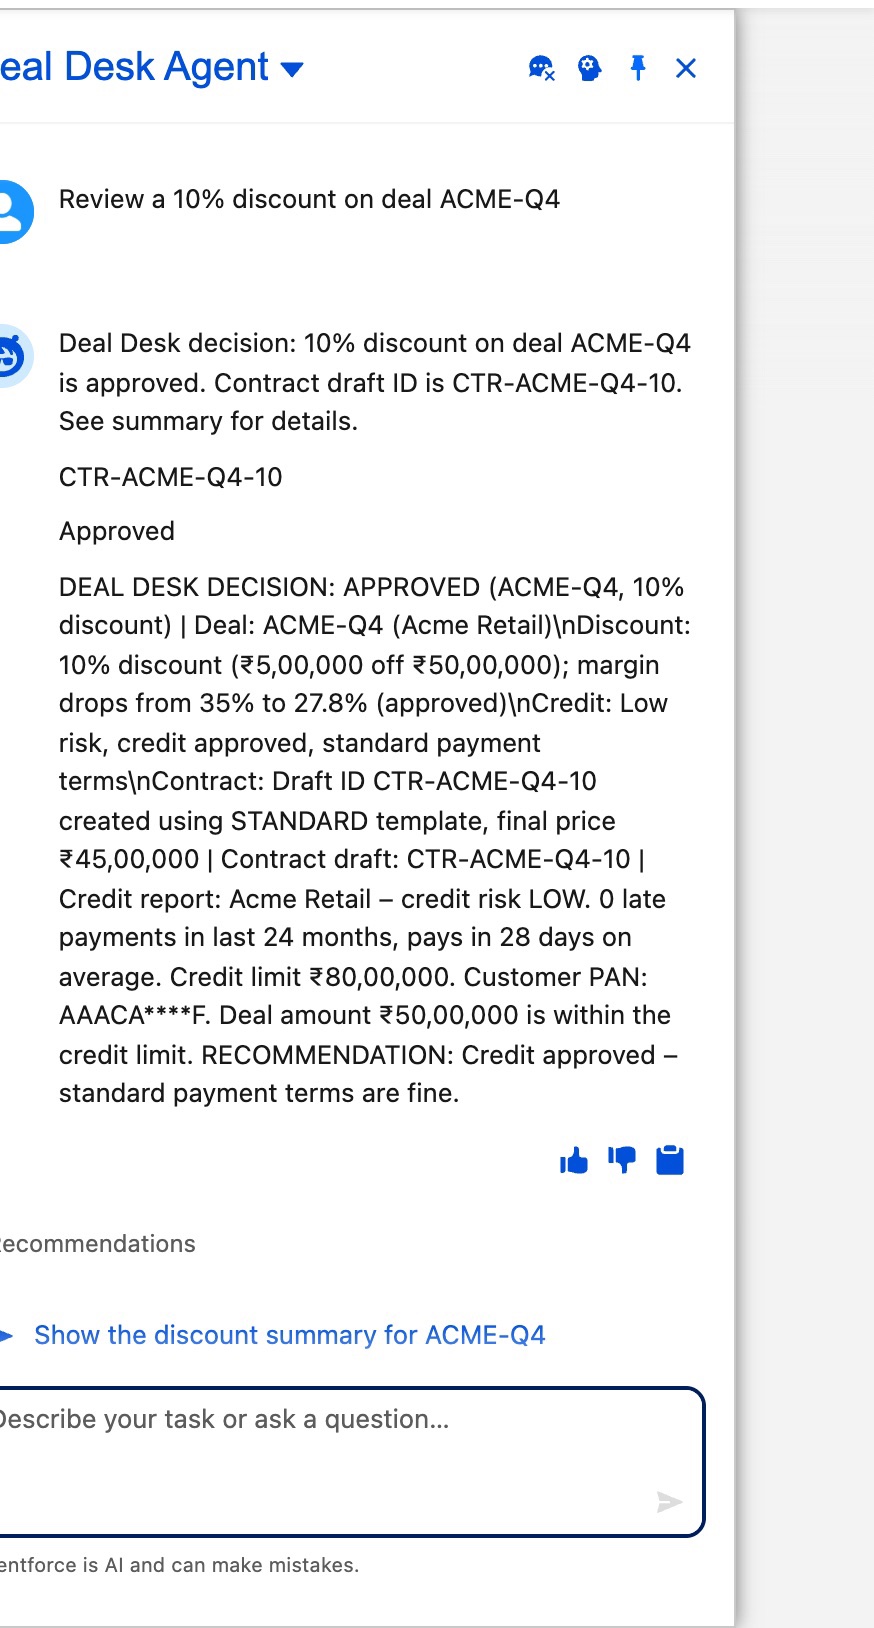 eal Desk Agent
Review a 10% discount on deal ACME-Q4
Deal Desk decision: 10% discount on deal ACME-Q4
is approved. Contract draft ID is CTR-ACME-Q4-10.
See summary for details.
CTR-ACME-Q4-10
Approved
DEAL DESK DECISION: APPROVED (ACME-Q4, 10%
discount) | Deal: ACME-Q4 (Acme Retail)\nDiscount:
10% discount (₹5,00,000 off ₹50,00,000); margin
drops from 35% to 27.8% (approved)\nCredit: Low
risk, credit approved, standard payment
terms\nContract: Draft ID CTR-ACME-Q4-10
created using STANDARD template, final price
₹45,00,000 | Contract draft: CTR-ACME-Q4-10 |
Credit report: Acme Retail – credit risk LOW. 0 late
payments in last 24 months, pays in 28 days on
average. Credit limit ₹80,00,000. Customer PAN:
AAACA****F. Deal amount ₹50,00,000 is within the
credit limit. RECOMMENDATION: Credit approved –
standard payment terms are fine.
ecommendations
Show the discount summary for ACME-Q4
Describe your task or ask a question...
entforce is AI and can make mistakes.